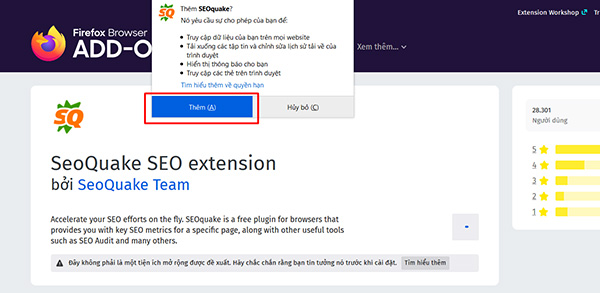 Firefox Browser
ADD-O
Xem thêm...
Extension Workshop
Thêm SEOquake?
Nó yêu cầu sự cho phép của bạn để:
• Truy cập dữ liệu của bạn trên mọi website
• Tải xuống các tập tin và chỉnh sửa lịch sử tải về của
trình duyệt
• Hiển thị thông báo cho bạn
• Truy cập các thẻ trên trình duyệt
Tìm hiểu thêm về quyền hạn
Thêm (A)
Hủy bỏ (C)
SQ
SQ
SeoQuake SEO extension
bởi SeoQuake Team
Accelerate your SEO efforts on the fly. SEOquake is a free plugin for browsers that
provides you with key SEO metrics for a specific page, along with other useful tools
such as SEO Audit and many others.
-
Đây không phải là một tiện ích mở rộng được đề xuất. Hãy chắc chắn rằng bạn tin tưởng nó trước khi cài đặt.
Tìm hiểu thêm
28.301
Người dùng
5
4
3
2
1